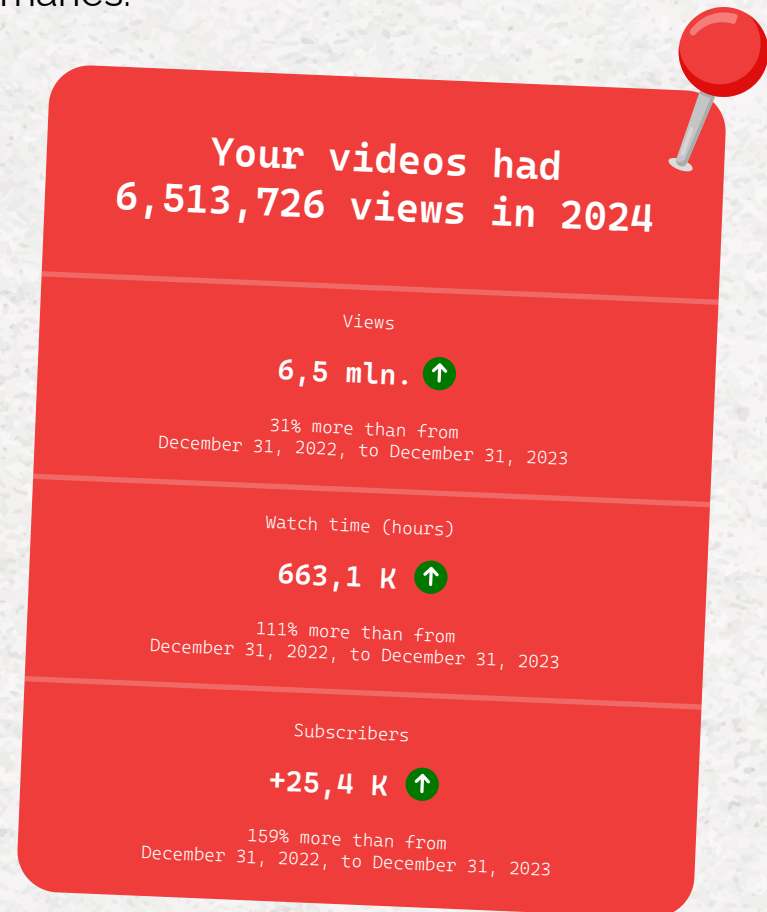 Your videos had
6,513,726 views in 2024
Views
6,5 mln.
31% more than from
December 31, 2022, to December 31, 2023
Watch time (hours)
663,1 K
111% more than from
December 31, 2022, to December 31, 2023
Subscribers
+25,4 K
159% more than from
December 31, 2022, to December 31, 2023